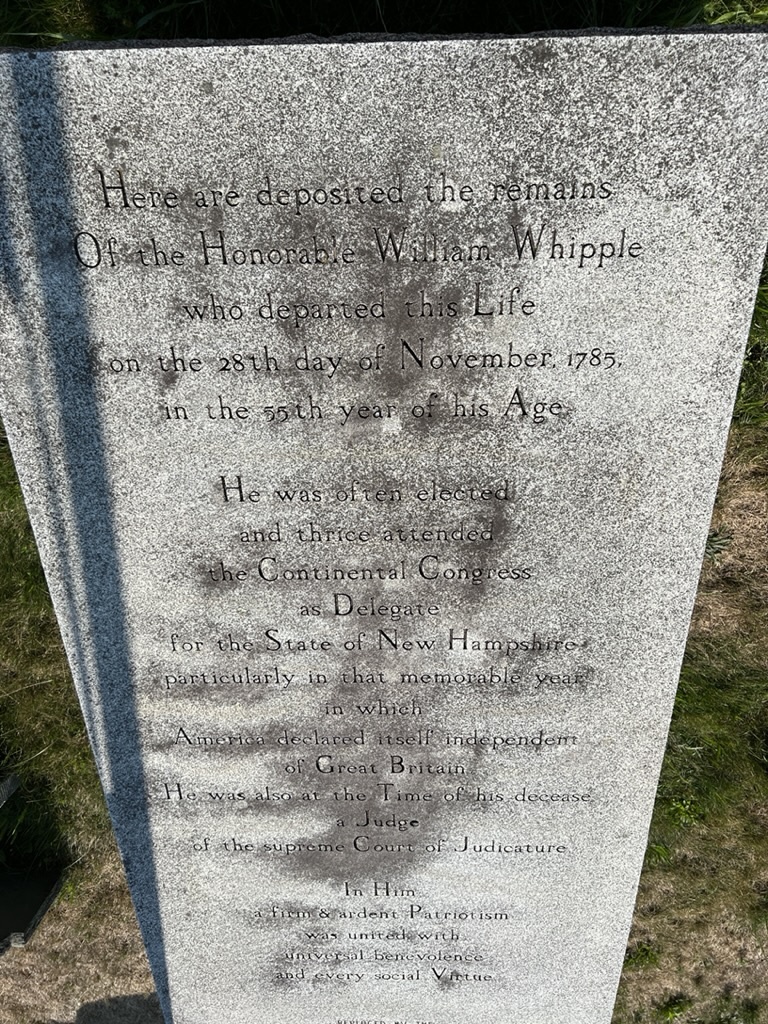 Here are deposited the remains
Of the Honorable William Whipple
who departed this Life
on the 28th day of November, 1785,
in the 55th year of his Age
He was often elected
and thrice attended
the Continental Congress
as Delegate
for the State of New Hampshire
particularly in that memorable year
in which
America declared itself independent
of Great Britain
He was also at the Time of his decease
a Judge
of the supreme Court of Judicature
In Him
a firm & ardent Patriotism
was united with
universal benevolence
and every social Virtue
REPLACED BY THE